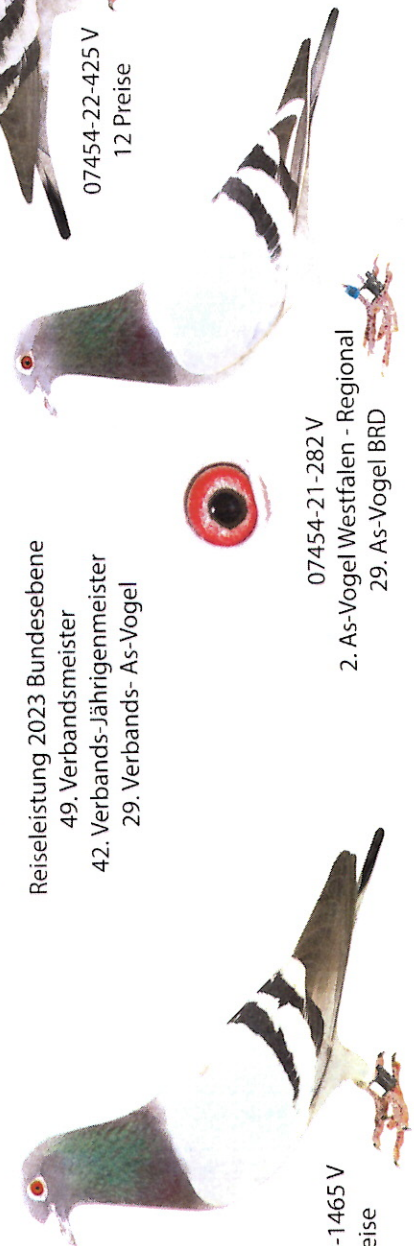 Reiseleistung 2023 Bundesebene
49. Verbandsmeister
42. Verbands-Jährigenmeister
29. Verbands- As-Vogel
07454-22-425 V
12 Preise
07454-21-282 V
2. As-Vogel Westfalen - Regional
29. As-Vogel BRD
-1465 V
eise